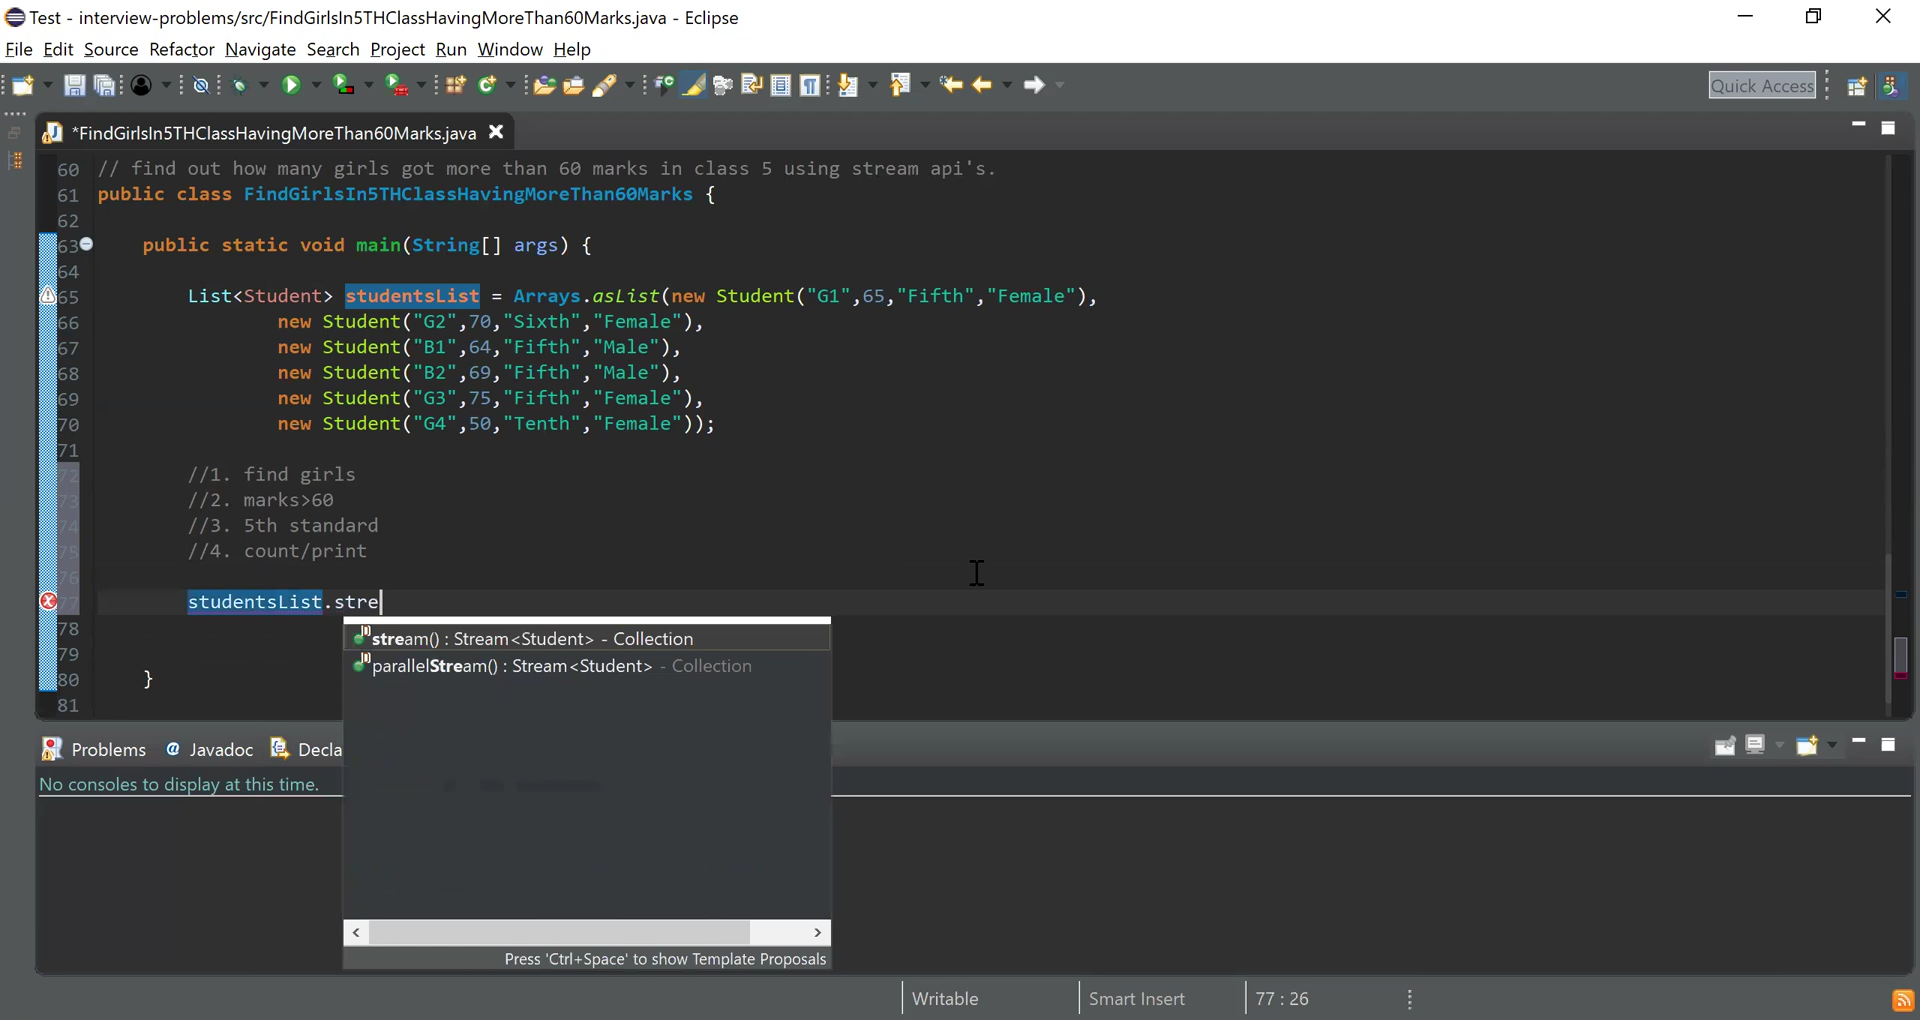 Test - interview-problems/src/FindGirlsIn5THClassHavingMoreThan60Marks.java - Eclipse
File Edit Source Refactor Navigate Search Project Run Window Help
Quick Access
*FindGirlsIn5THClassHavingMoreThan60Marks.java
60 // find out how many girls got more than 60 marks in class 5 using stream api's.
61 public class FindGirlsIn5THClassHavingMoreThan60Marks {
62
63 public static void main(String[] args) {
64
65 List<Student> studentsList = Arrays.asList(new Student("G1",65,"Fifth","Female"),
66 new Student("G2",70,"Sixth","Female"),
67 new Student("B1",64,"Fifth","Male"),
68 new Student("B2",69,"Fifth","Male"),
69 new Student("G3",75,"Fifth","Female"),
70 new Student("G4",50,"Tenth","Female"));
71
72 //1. find girls
73 //2. marks>60
74 //3. 5th standard
75 //4. count/print
76
77 studentsList.stre
78
79
80 }
81
stream() : Stream<Student> - Collection
parallelStream() : Stream<Student> - Collection
Press 'Ctrl+Space' to show Template Proposals
Problems @ Javadoc Decla
No consoles to display at this time.
Writable Smart Insert 77 : 26